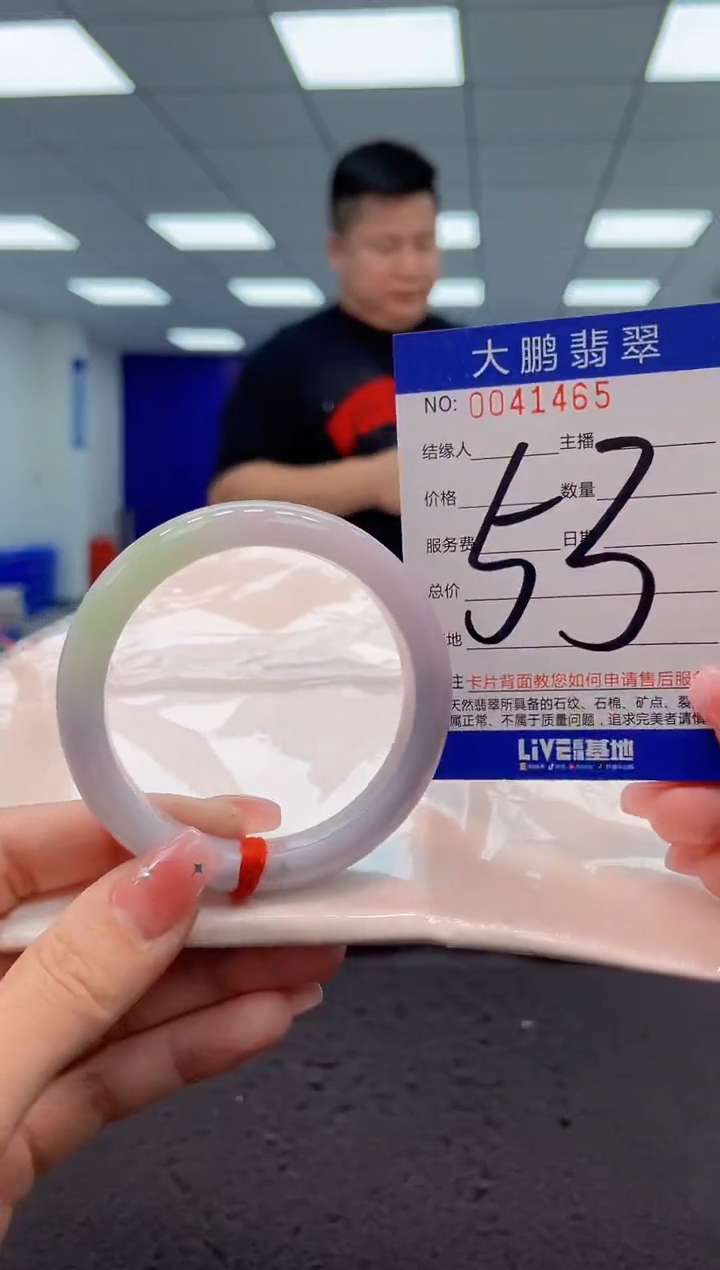 大鹏翡翠
NO: 0041465
结缘人 主播
价格 数量
服务费 日期
总价
53
地
卡片背面教您如何申请售后服
天然翡翠所具备的石纹、石棉、矿点、裂
属正常、不属于质量问题，追求完美者请慎
LiVE 基地